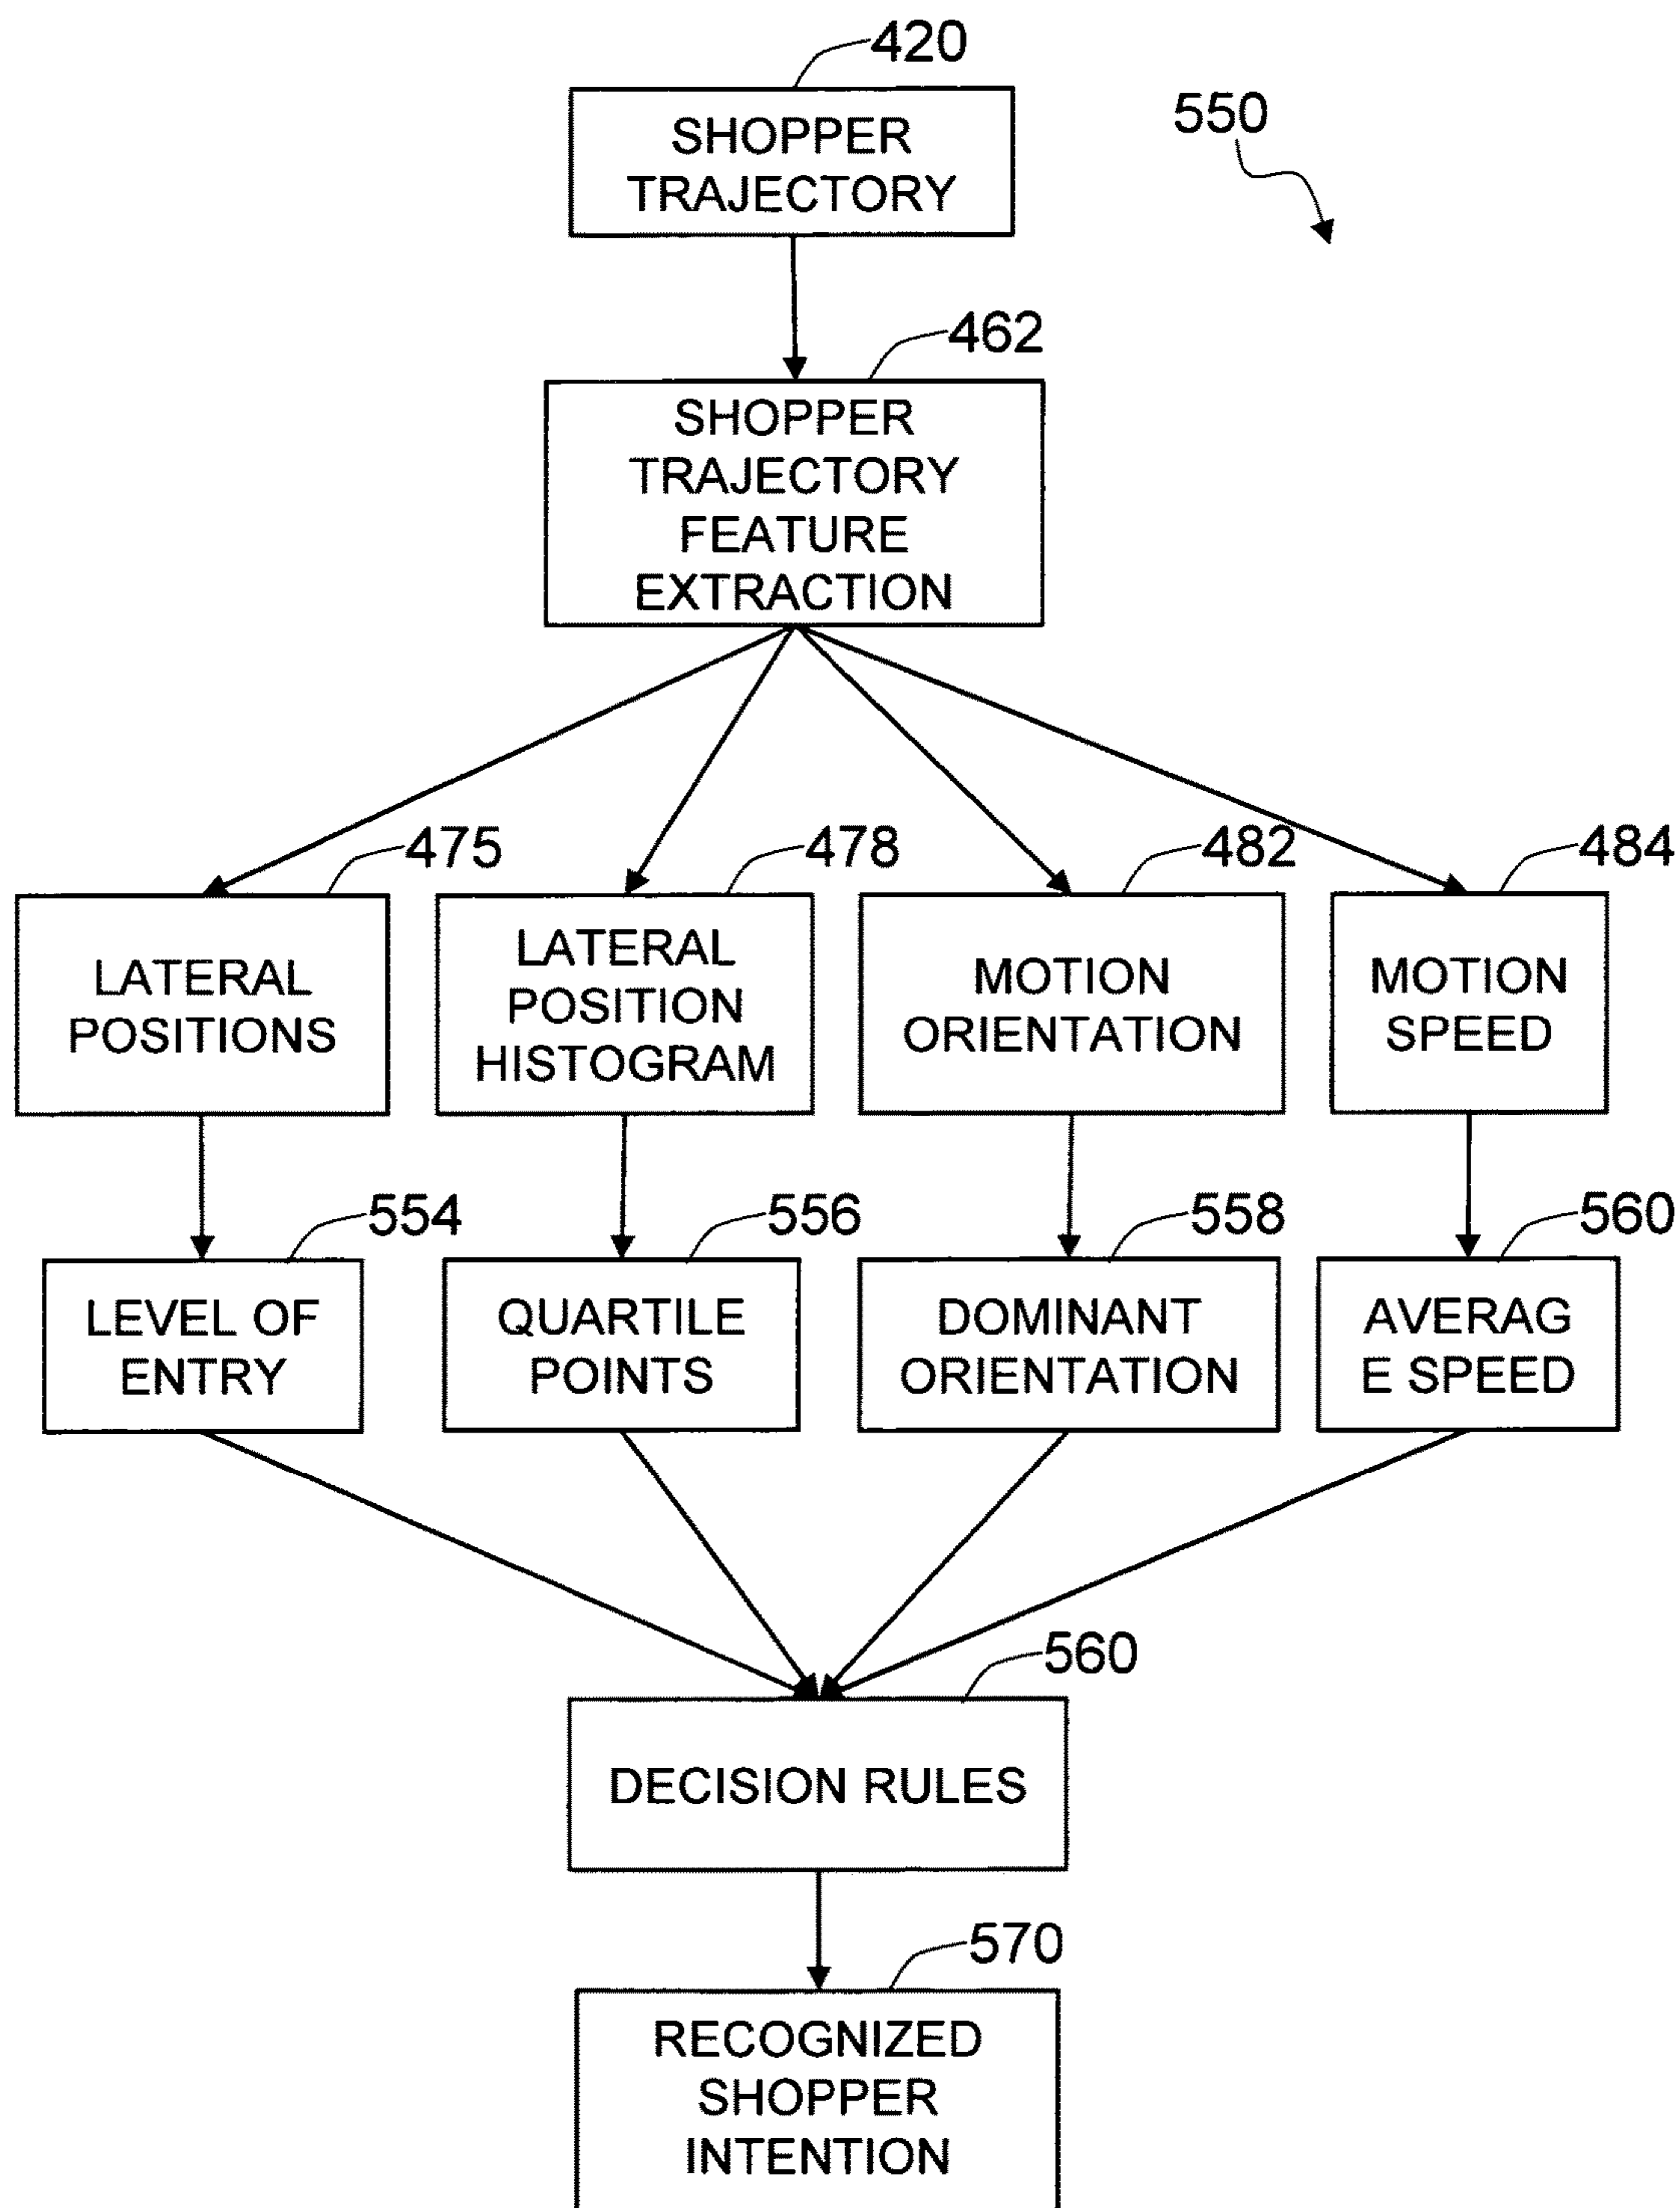 420
SHOPPER
TRAJECTORY
550
462
SHOPPER
TRAJECTORY
FEATURE
EXTRACTION
475
478
482
484
LATERAL
POSITIONS
LATERAL
POSITION
HISTOGRAM
MOTION
ORIENTATION
MOTION
SPEED
554
556
558
560
LEVEL OF
ENTRY
QUARTILE
POINTS
DOMINANT
ORIENTATION
AVERAG
E SPEED
560
DECISION RULES
570
RECOGNIZED
SHOPPER
INTENTION